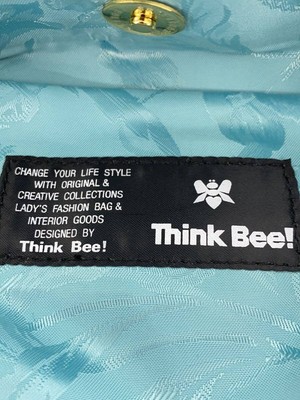 CHANGE YOUR LIFE STYLE
WITH ORIGINAL &
CREATIVE COLLECTIONS
LADY'S FASHION BAG &
INTERIOR GOODS
DESIGNED BY
Think Bee!
Think Bee!